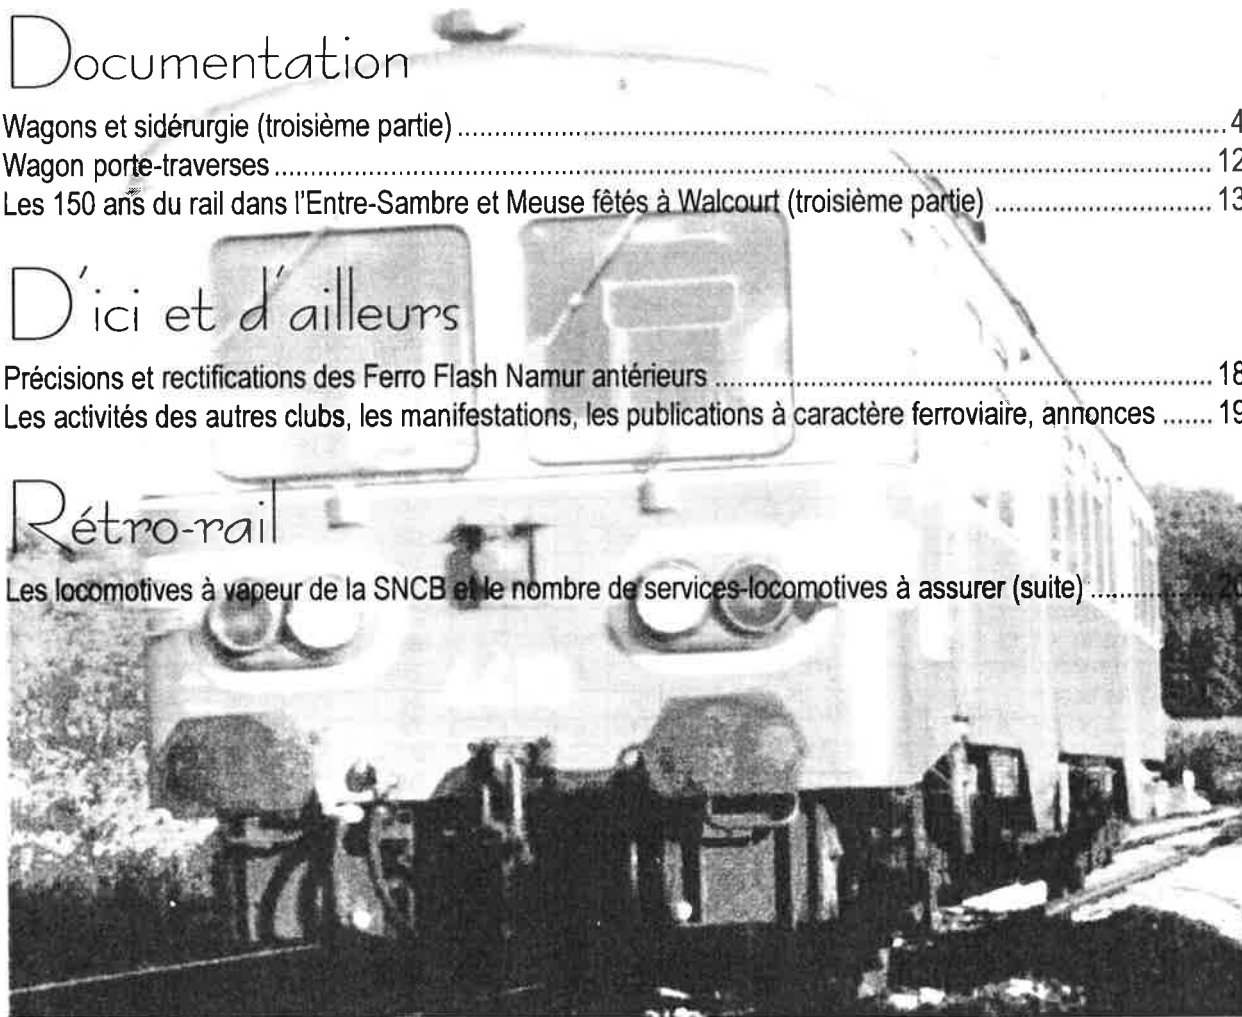 Documentation
Wagons et sidérurgie (troisième partie) ........ 4
Wagon porte-traverses ........ 12
Les 150 ans du rail dans l'Entre-Sambre et Meuse fêtés à Walcourt (troisième partie) ........ 13
D'ici et d'ailleurs
Précisions et rectifications des Ferro Flash Namur antérieurs ........ 18
Les activités des autres clubs, les manifestations, les publications à caractère ferroviaire, annonces ....... 19
Rétro-rail
Les locomotives à vapeur de la SNCB et le nombre de services-locomotives à assurer (suite) ........ 20